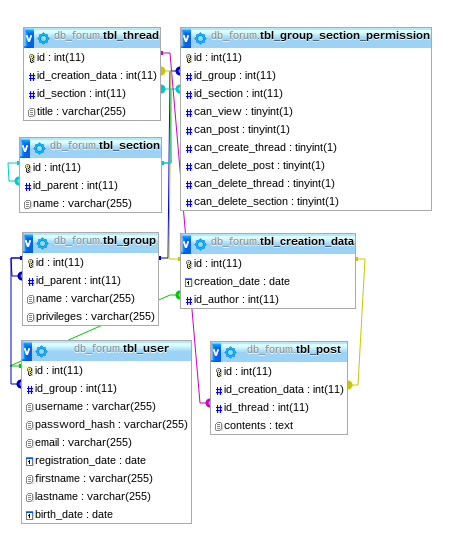 db_forum.tbl_thread
id : int(11)
id_creation_data : int(11)
id_section : int(11)
title : varchar(255)
db_forum.tbl_group_section_permission
id : int(11)
id_group : int(11)
id_section : int(11)
can_view : tinyint(1)
can_post : tinyint(1)
can_create_thread : tinyint(1)
can_delete_post : tinyint(1)
can_delete_thread : tinyint(1)
can_delete_section : tinyint(1)
db_forum.tbl_section
id : int(11)
id_parent : int(11)
name : varchar(255)
db_forum.tbl_group
id : int(11)
id_parent : int(11)
name : varchar(255)
privileges : varchar(255)
db_forum.tbl_creation_data
id : int(11)
creation_date : date
id_author : int(11)
db_forum.tbl_user
id : int(11)
id_group : int(11)
username : varchar(255)
password_hash : varchar(255)
email : varchar(255)
registration_date : date
firstname : varchar(255)
lastname : varchar(255)
birth_date : date
db_forum.tbl_post
id : int(11)
id_creation_data : int(11)
id_thread : int(11)
contents : text